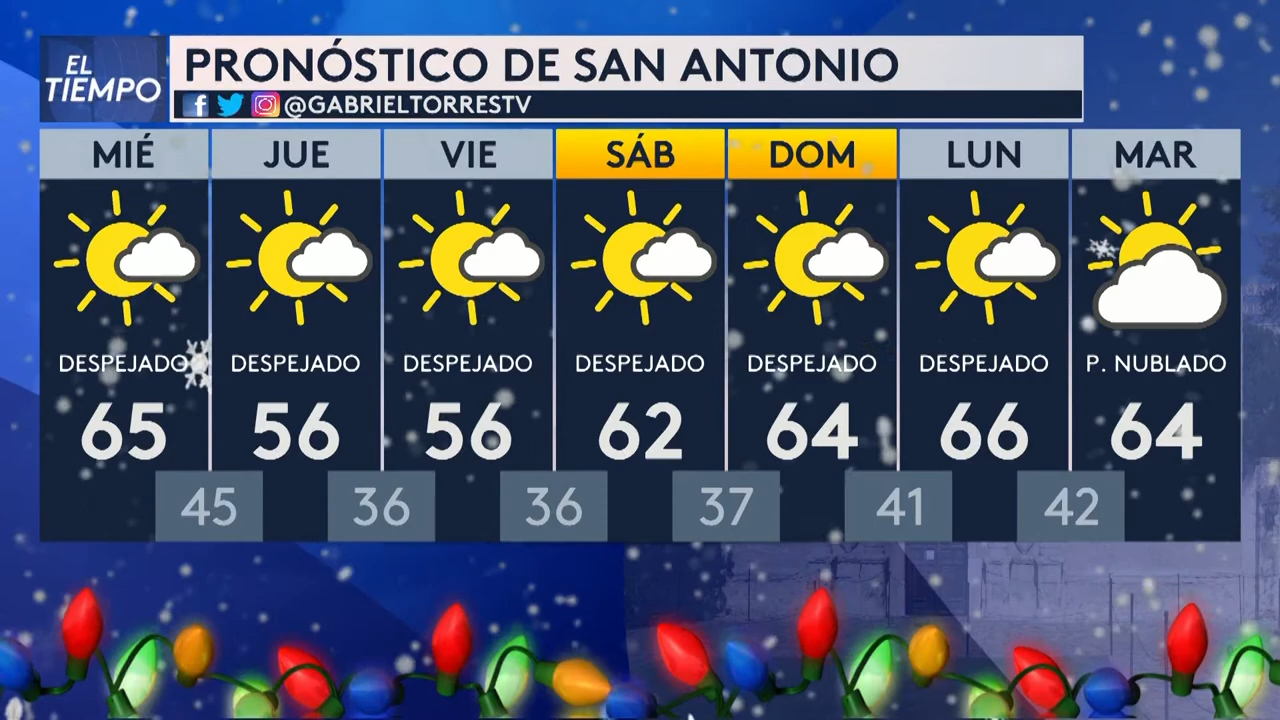 EL
TIEMPO
PRONÓSTICO DE SAN ANTONIO
@GABRIELTORRESTV
MIÉ JUE VIE SÁB DOM LUN MAR
DESPEJADO DESPEJADO DESPEJADO DESPEJADO DESPEJADO DESPEJADO P. NUBLADO
65 56 56 62 64 66 64
45 36 36 37 41 42